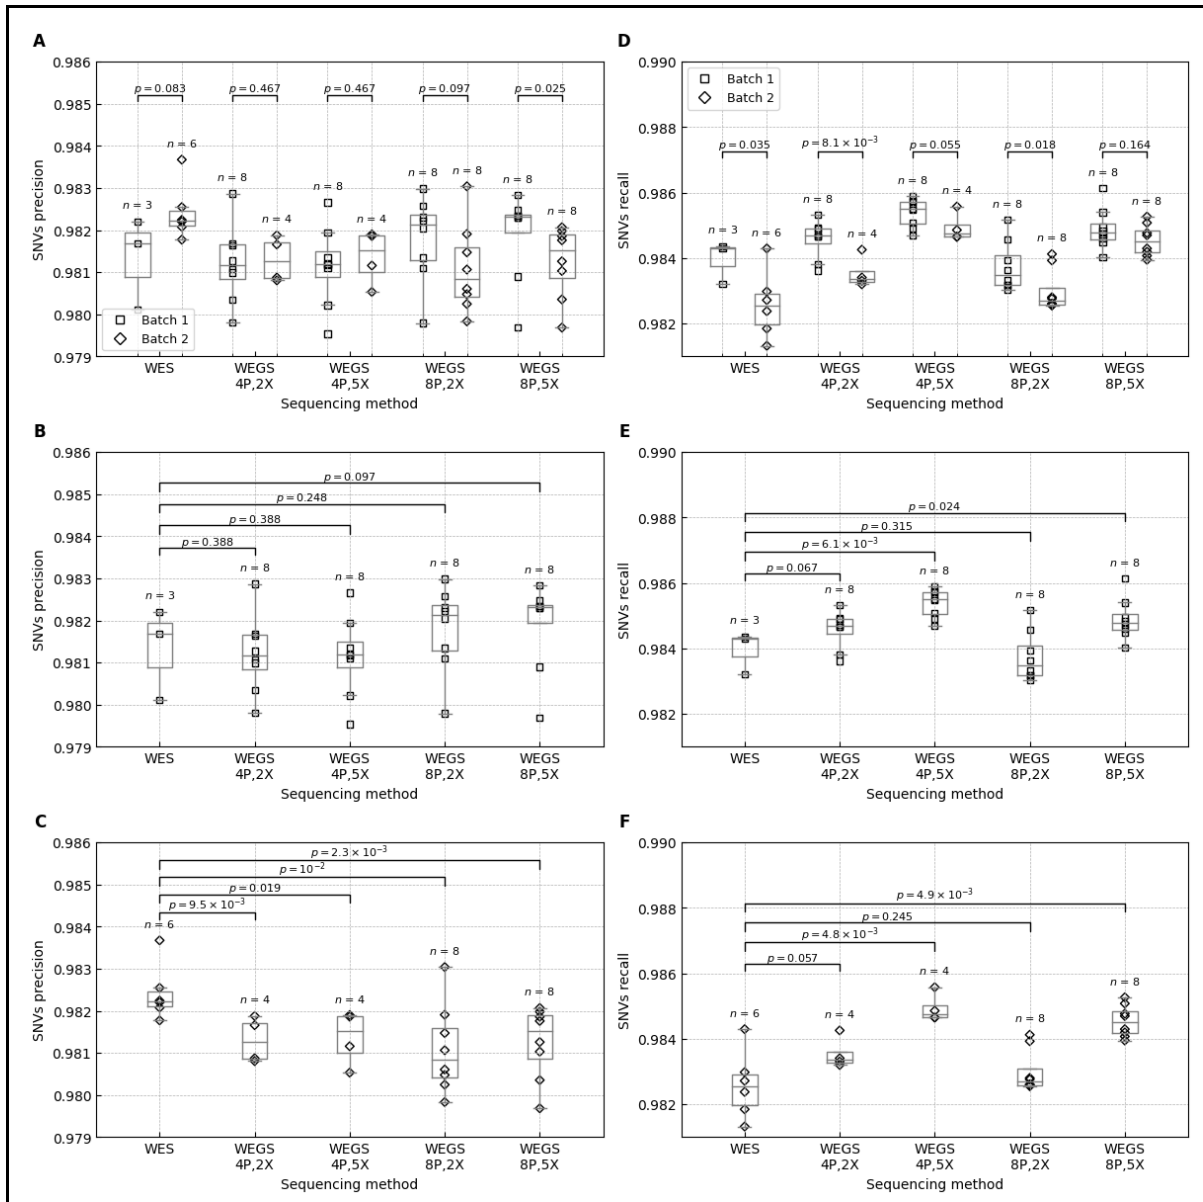 A
0.986
0.985
0.984
0.983
0.982
0.981
0.980
0.979
SNVs precision
p = 0.083
p = 0.467
p = 0.467
p = 0.097
p = 0.025
n = 3
n = 6
n = 8
n = 4
n = 8
n = 4
n = 8
n = 8
n = 8
n = 8
Batch 1
Batch 2
WES
WEGS
4P,2X
WEGS
4P,5X
WEGS
8P,2X
WEGS
8P,5X
Sequencing method
D
0.990
0.988
0.986
0.984
0.982
SNVs recall
Batch 1
Batch 2
p = 0.035
p = 8.1 × 10⁻³
p = 0.055
p = 0.018
p = 0.164
n = 3
n = 6
n = 8
n = 4
n = 8
n = 4
n = 8
n = 8
n = 8
n = 8
WES
WEGS
4P,2X
WEGS
4P,5X
WEGS
8P,2X
WEGS
8P,5X
Sequencing method
B
0.986
0.985
0.984
0.983
0.982
0.981
0.980
0.979
SNVs precision
p = 0.097
p = 0.248
p = 0.388
p = 0.388
n = 3
n = 8
n = 8
n = 8
n = 8
WES
WEGS
4P,2X
WEGS
4P,5X
WEGS
8P,2X
WEGS
8P,5X
Sequencing method
E
0.990
0.988
0.986
0.984
0.982
SNVs recall
p = 0.024
p = 0.315
p = 6.1 × 10⁻³
p = 0.067
n = 3
n = 8
n = 8
n = 8
n = 8
WES
WEGS
4P,2X
WEGS
4P,5X
WEGS
8P,2X
WEGS
8P,5X
Sequencing method
C
0.986
0.985
0.984
0.983
0.982
0.981
0.980
0.979
SNVs precision
p = 2.3 × 10⁻³
p = 10⁻²
p = 0.019
p = 9.5 × 10⁻³
n = 6
n = 4
n = 4
n = 8
n = 8
WES
WEGS
4P,2X
WEGS
4P,5X
WEGS
8P,2X
WEGS
8P,5X
Sequencing method
F
0.990
0.988
0.986
0.984
0.982
SNVs recall
p = 4.9 × 10⁻³
p = 0.245
p = 4.8 × 10⁻³
p = 0.057
n = 6
n = 4
n = 4
n = 8
n = 8
WES
WEGS
4P,2X
WEGS
4P,5X
WEGS
8P,2X
WEGS
8P,5X
Sequencing method